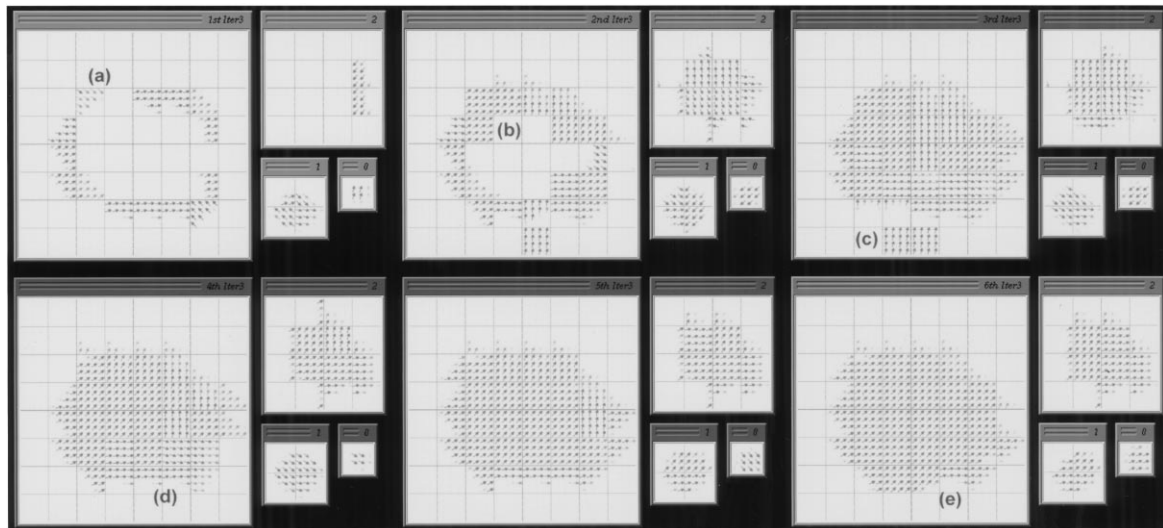 1st Iter3 2 2nd Iter3 2 3rd Iter3 2
(a)
(b)
1 0 1 0 1 0
(c)
4th Iter3 2 5th Iter3 2 6th Iter3 2
1 0 1 0 1 0
(d) (e)